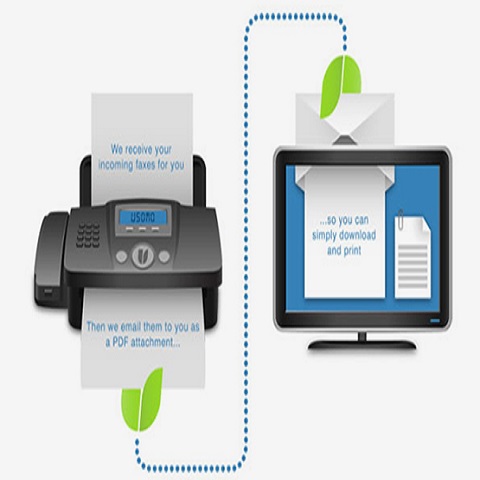 We receive your
incoming faxes for you
USONO
Then we email them to you as
a PDF attachment...
...so you can
simply download
and print